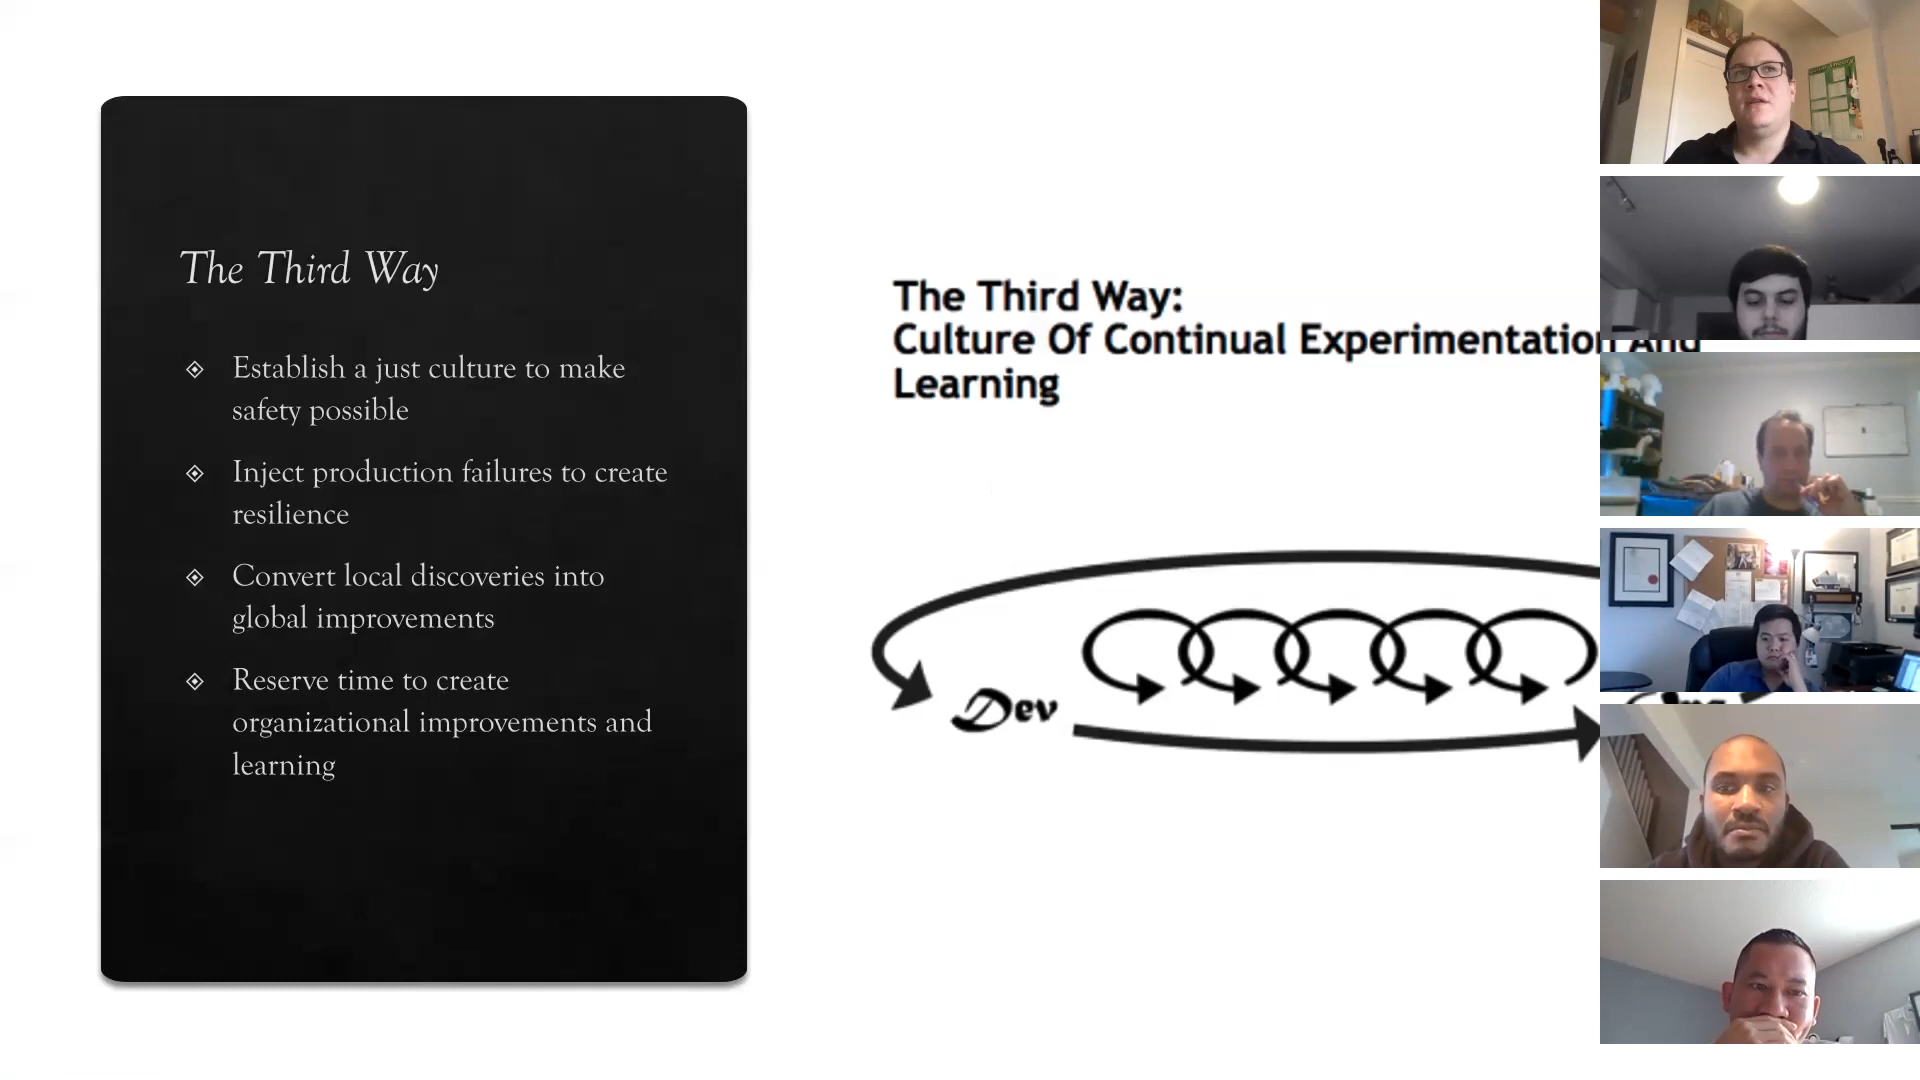 The Third Way
Establish a just culture to make
safety possible
Inject production failures to create
resilience
Convert local discoveries into
global improvements
Reserve time to create
organizational improvements and
learning
The Third Way:
Culture Of Continual Experimentation And
Learning
Dev